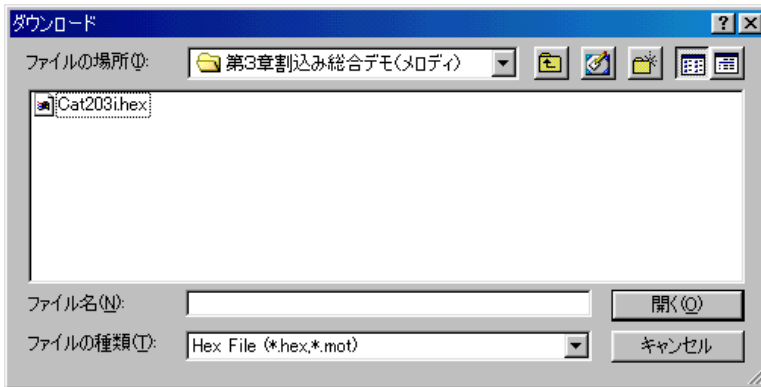 ダウンロード
ファイルの場所(I): 第3章割込み総合デモ(メロディ)
Cat203i.hex
ファイル名(N): 開く(O)
ファイルの種類(T): Hex File (*.hex,*.mot) キャンセル